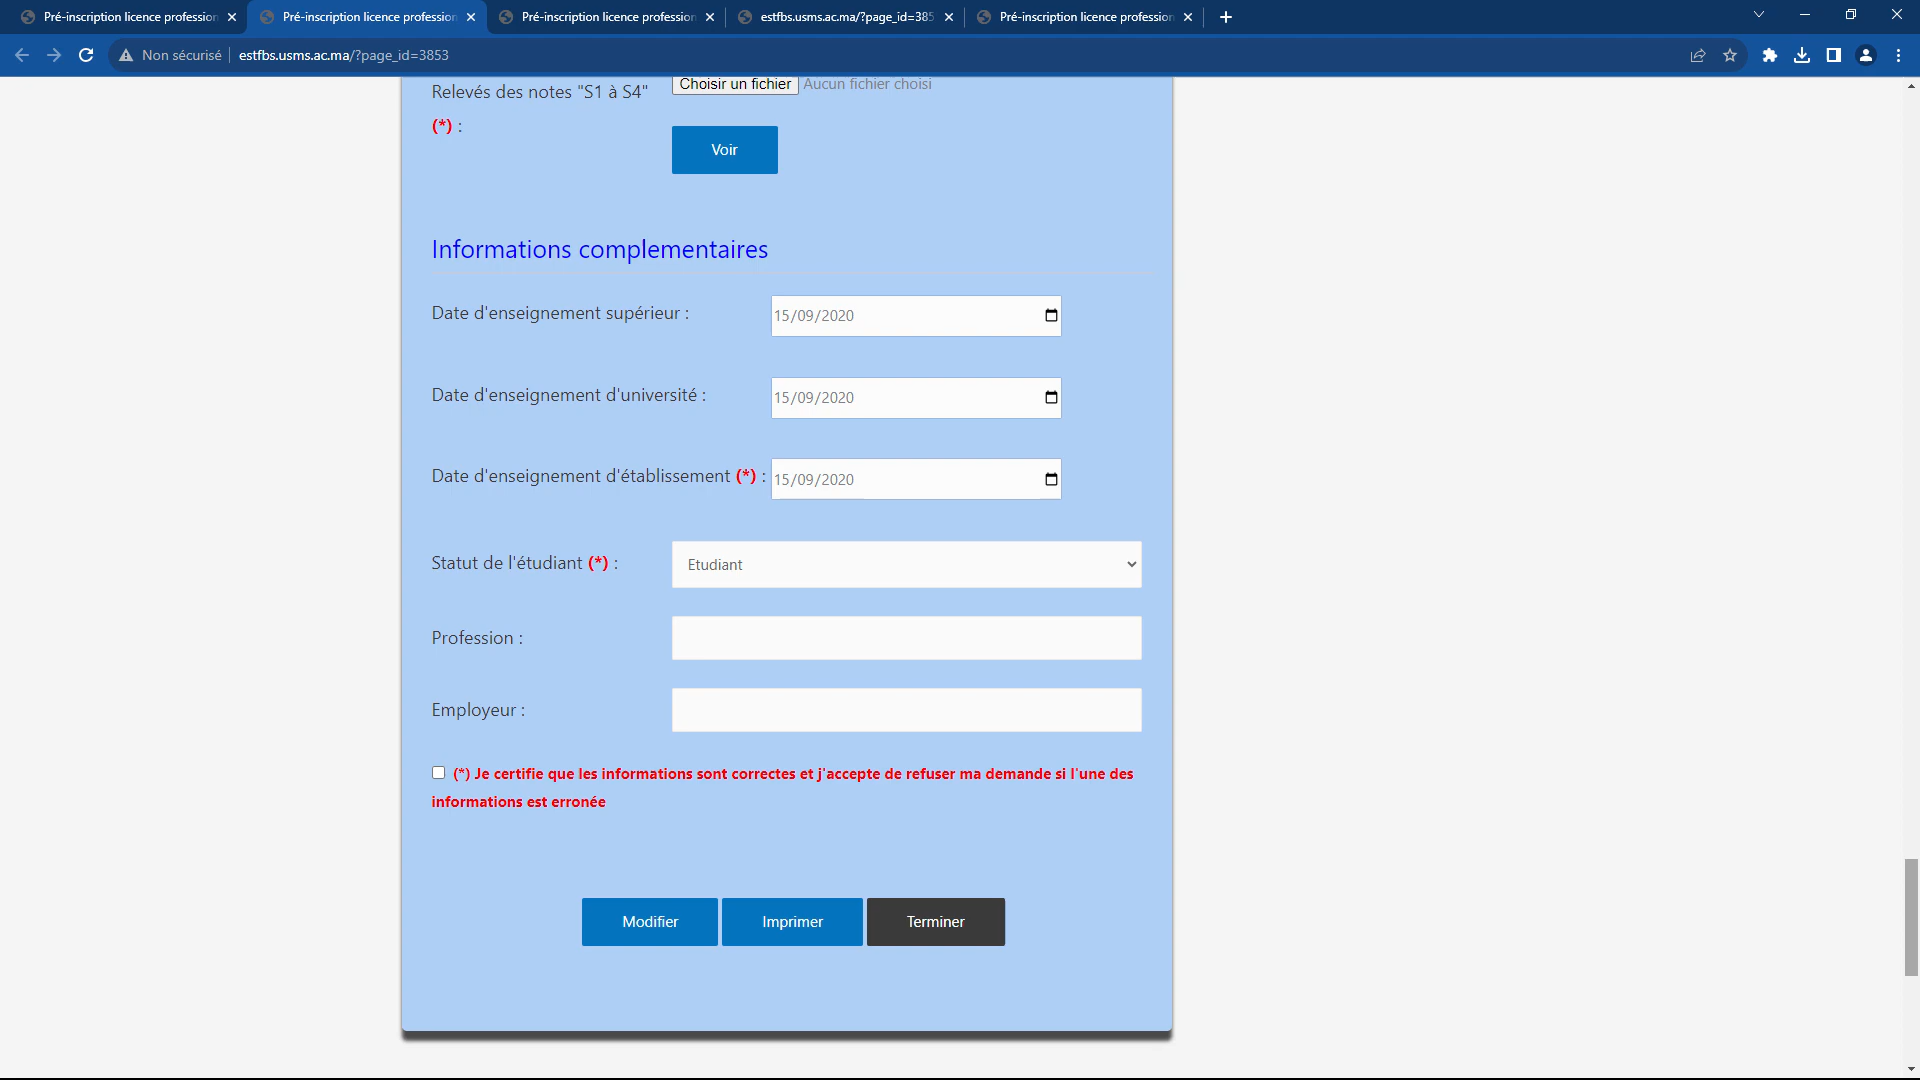 Pré-inscription licence profession
Pré-inscription licence profession
Pré-inscription licence profession
estfbs.usms.ac.ma/?page_id=385
Pré-inscription licence profession
Non sécurisé
estfbs.usms.ac.ma/?page_id=3853
Relevés des notes "S1 à S4"
(*) :
Choisir un fichier Aucun fichier choisi
Voir
Informations complementaires
Date d'enseignement supérieur :
15/09/2020
Date d'enseignement d'université :
15/09/2020
Date d'enseignement d'établissement (*) :
15/09/2020
Statut de l'étudiant (*) :
Etudiant
Profession :
Employeur :
(*) Je certifie que les informations sont correctes et j'accepte de refuser ma demande si l'une des
informations est erronée
Modifier
Imprimer
Terminer